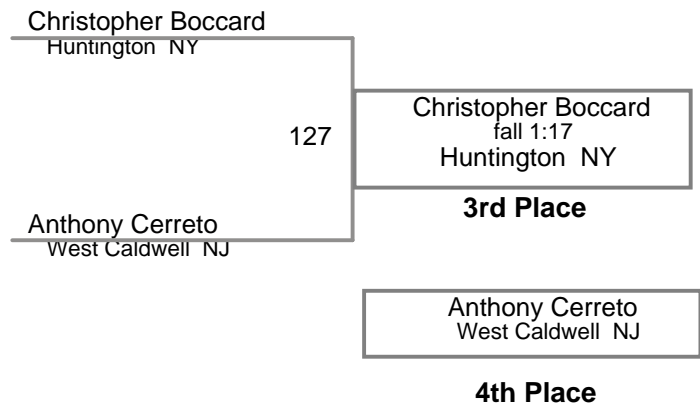 Christopher Boccard
Huntington NY
127
Christopher Boccard
fall 1:17
Huntington NY
3rd Place
Anthony Cerreto
West Caldwell NJ
Anthony Cerreto
West Caldwell NJ
4th Place